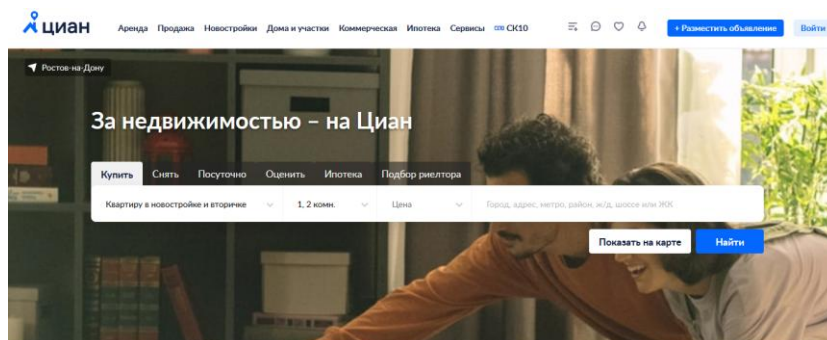 циан
Аренда Продажа Новостройки Дома и участки Коммерческая Ипотека Сервисы СК10
+ Разместить объявление Войти
Ростов-на-Дону
За недвижимостью – на Циан
Купить Снять Посуточно Оценить Ипотека Подбор риелтора
Квартиру в новостройке и вторичке 1, 2 комн. Цена Город, адрес, метро, район, ж/д, шоссе или ЖК
Показать на карте Найти